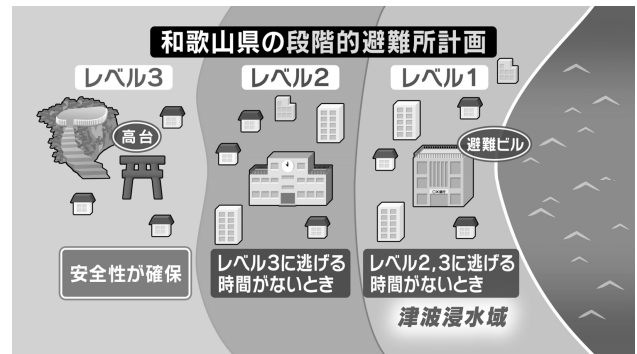 和歌山県の段階的避難所計画
レベル3
レベル2
レベル1
高台
避難ビル
安全性が確保
レベル3に逃げる
時間がないとき
レベル2,3に逃げる
時間がないとき
津波浸水域